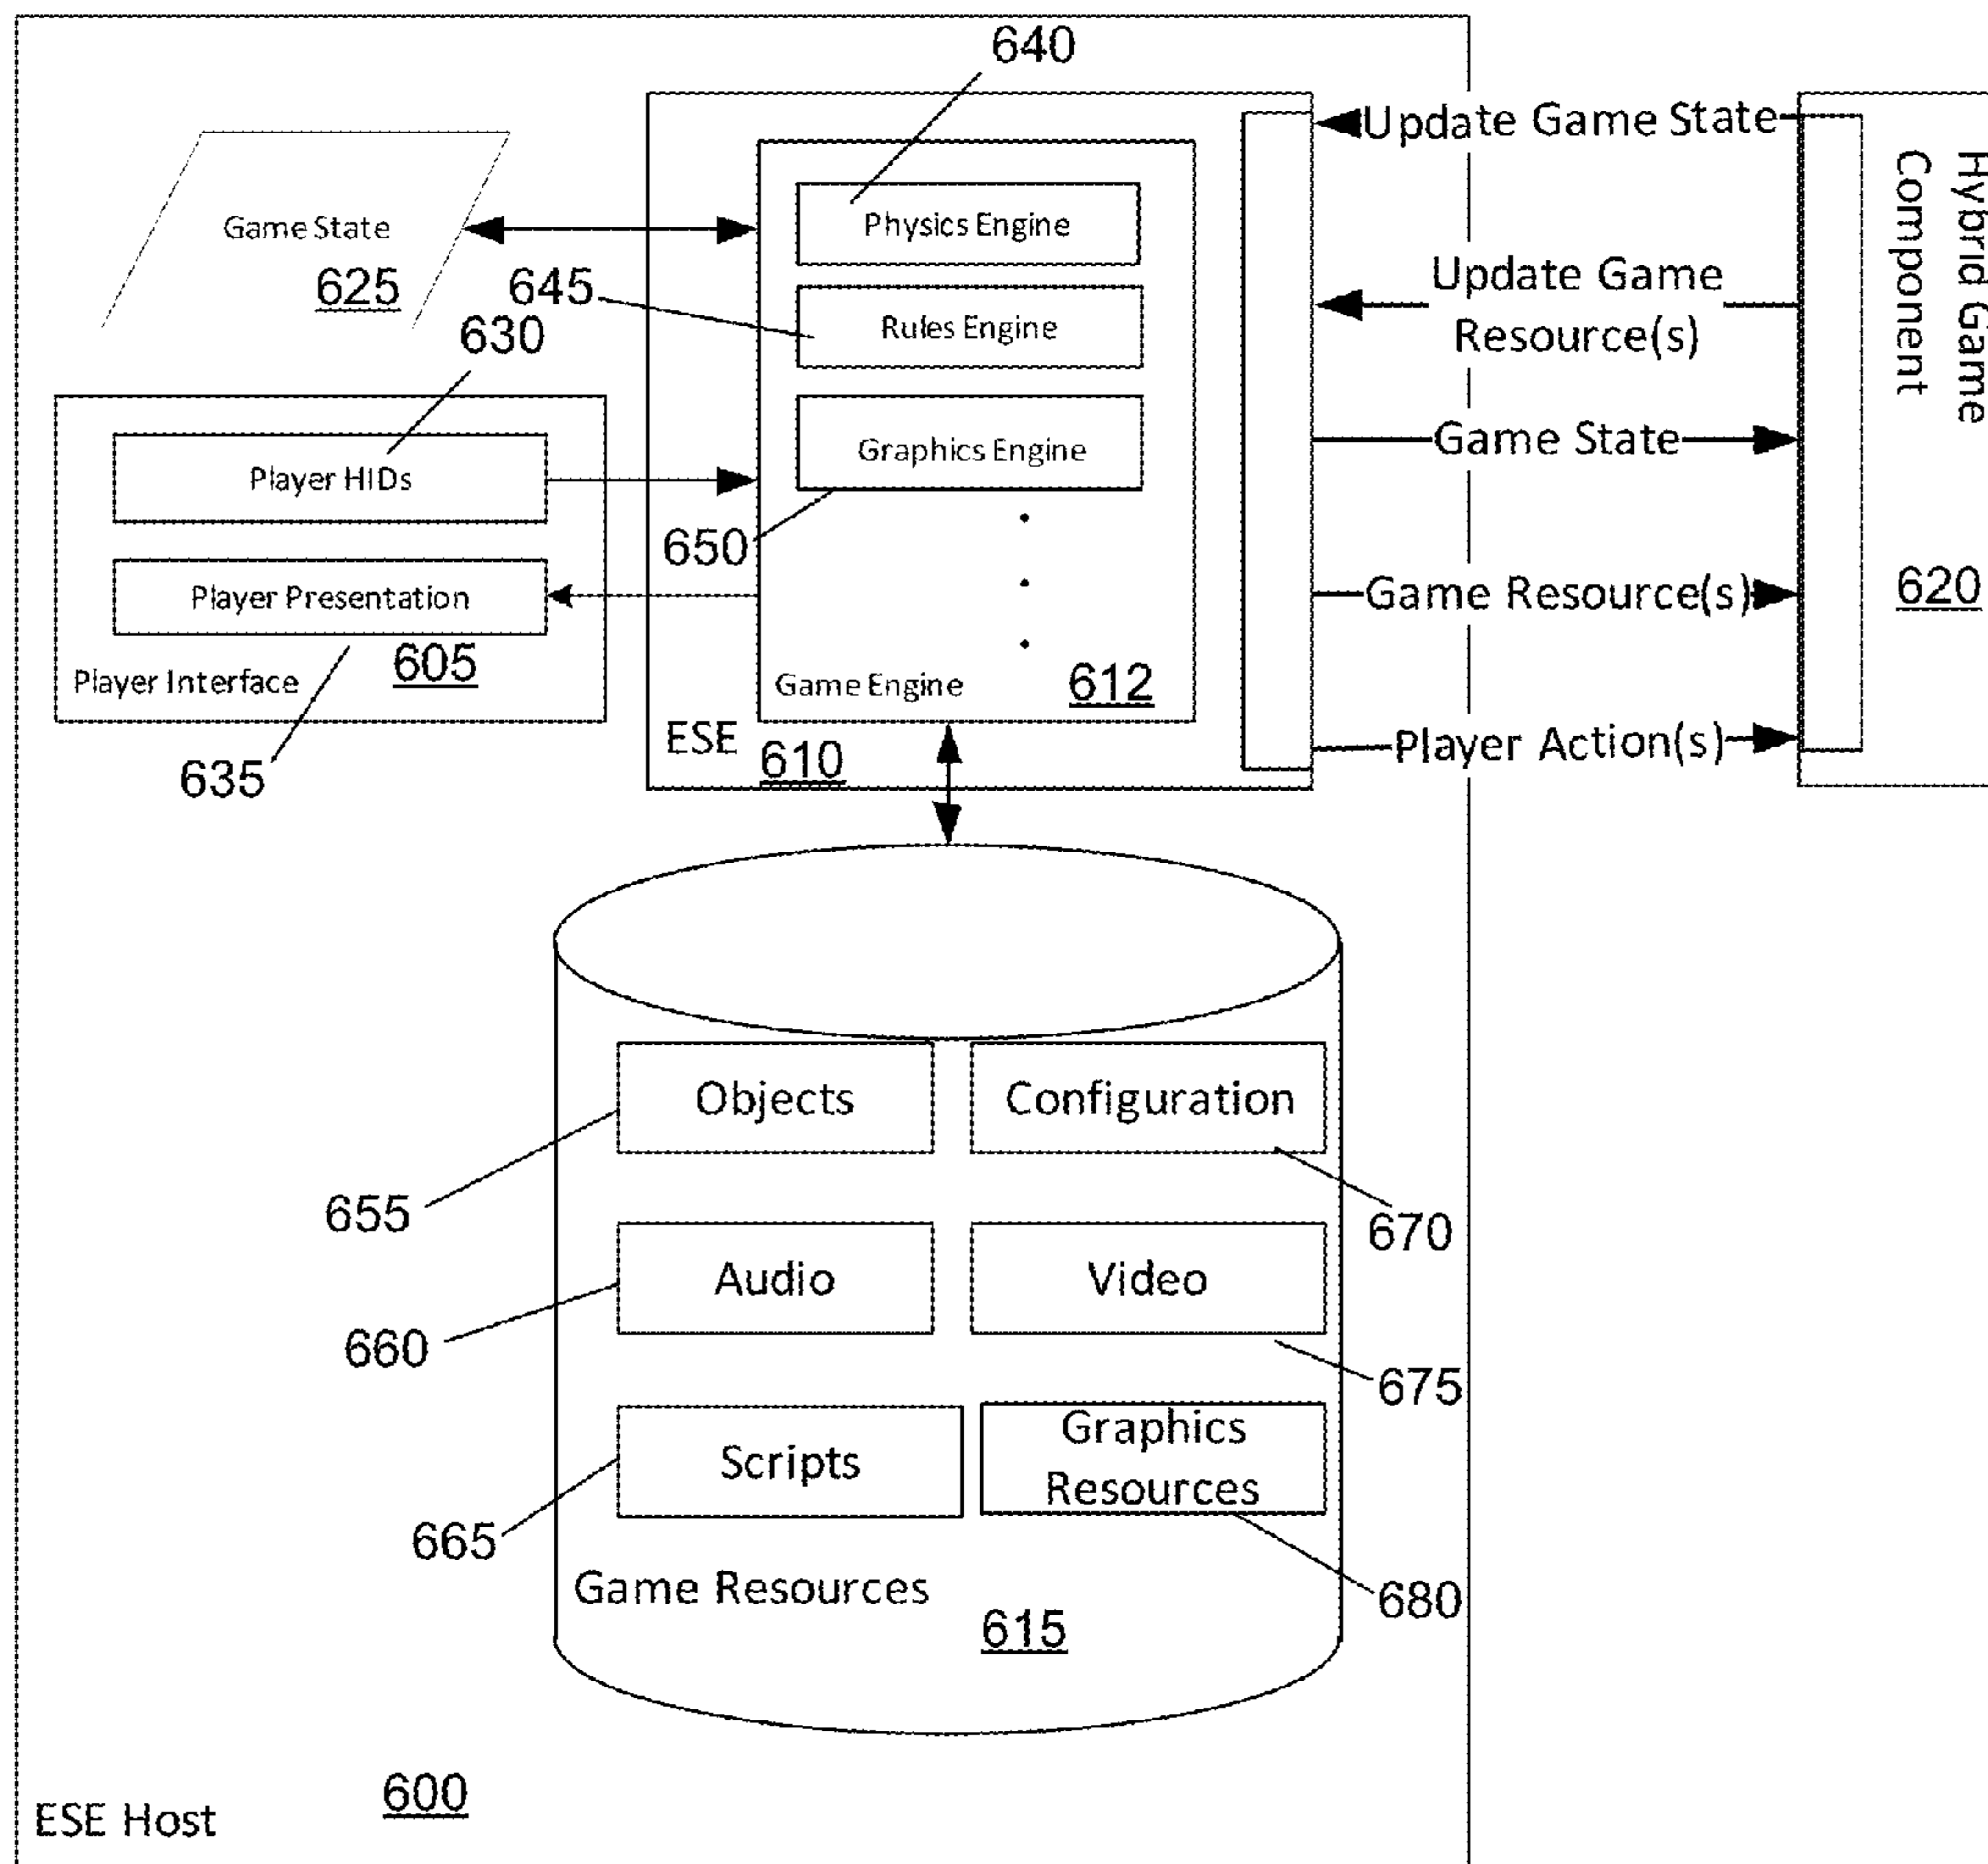 640
Update Game State
Hybrid Game
Component
Game State
625
Physics Engine
645
Rules Engine
Update Game
Resource(s)
630
Graphics Engine
Game State
Player HIDs
650
Player Presentation
Game Resource(s)
620
605
Player Interface
Game Engine
612
635
ESE
610
Player Action(s)
Objects
Configuration
655
670
Audio
Video
660
675
Scripts
Graphics
Resources
665
680
Game Resources
615
ESE Host
600